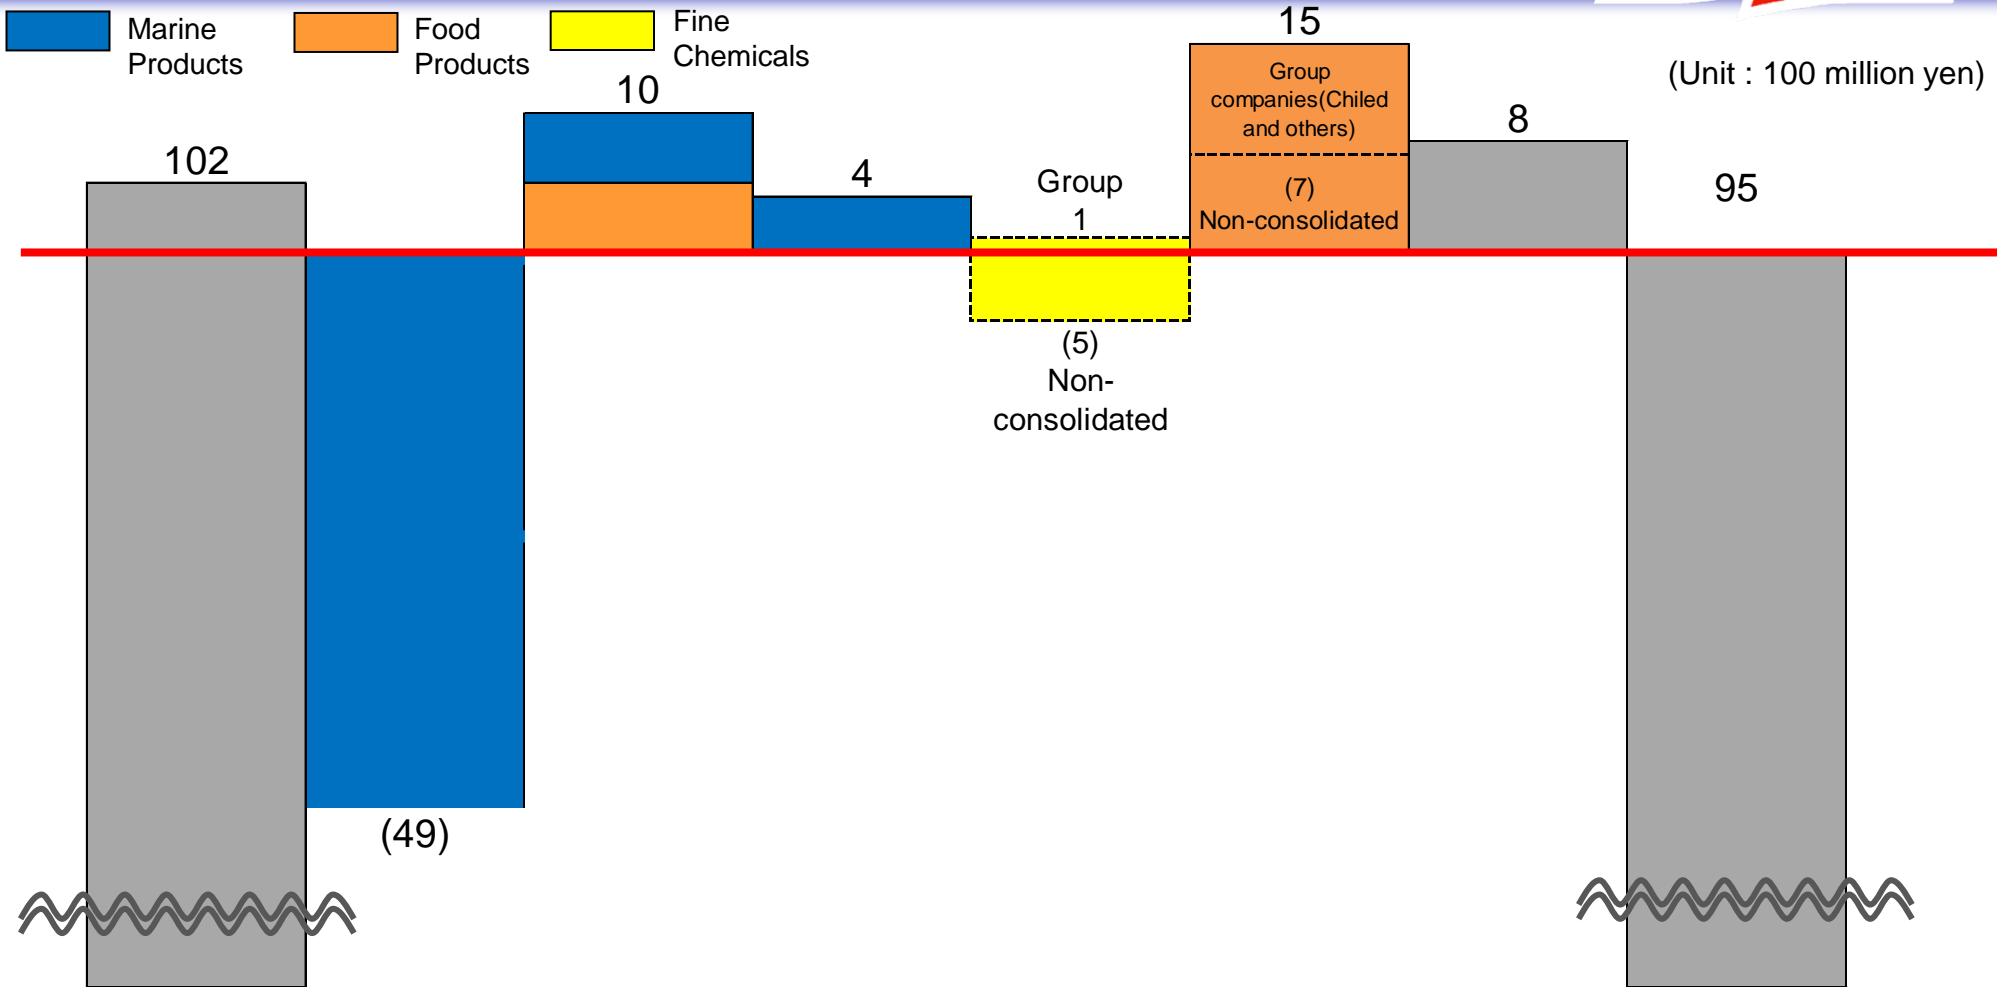 Marine
Products
Food
Products
Fine
Chemicals
(Unit : 100 million yen)
102
(49)
10
4
Group
1
(5)
Non-
consolidated
15
Group
companies(Chiled
and others)
(7)
Non-consolidated
8
95